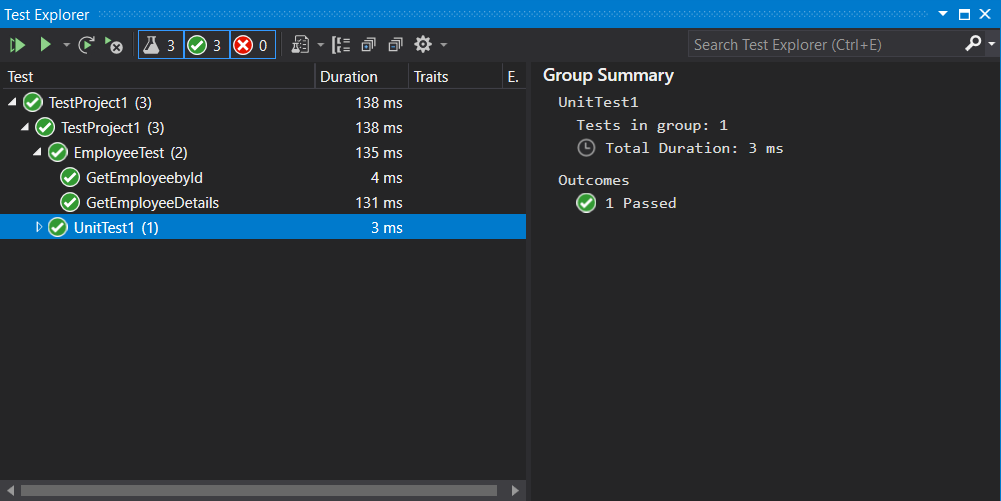 Test Explorer
3 3 0 Search Test Explorer (Ctrl+E)
Test Duration Traits E.
TestProject1 (3) 138 ms
TestProject1 (3) 138 ms
EmployeeTest (2) 135 ms
GetEmployeebyId 4 ms
GetEmployeeDetails 131 ms
UnitTest1 (1) 3 ms
Group Summary
UnitTest1
Tests in group: 1
Total Duration: 3 ms
Outcomes
1 Passed